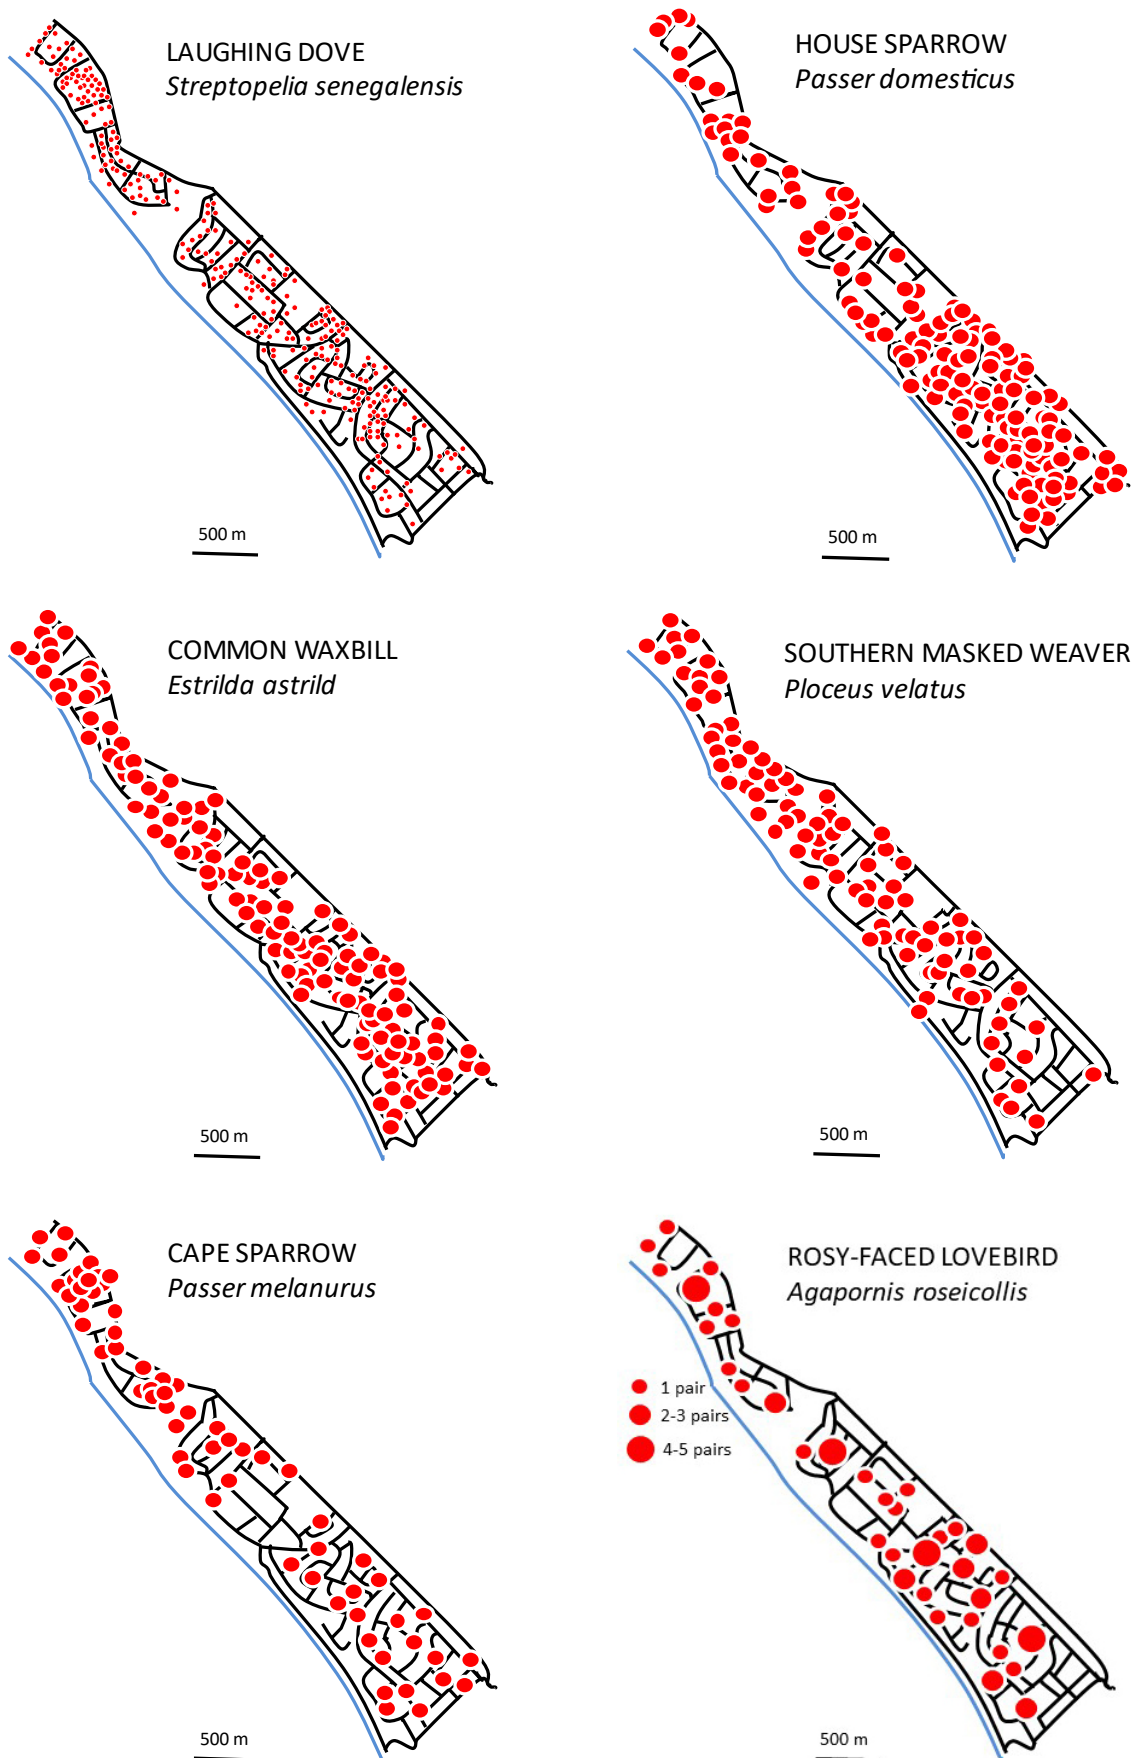 LAUGHING DOVE
Streptopelia senegalensis
500 m
HOUSE SPARROW
Passer domesticus
500 m
COMMON WAXBILL
Estrilda astrild
500 m
SOUTHERN MASKED WEAVER
Ploceus velatus
500 m
CAPE SPARROW
Passer melanurus
500 m
ROSY-FACED LOVEBIRD
Agapornis roseicollis
1 pair
2-3 pairs
4-5 pairs
500 m